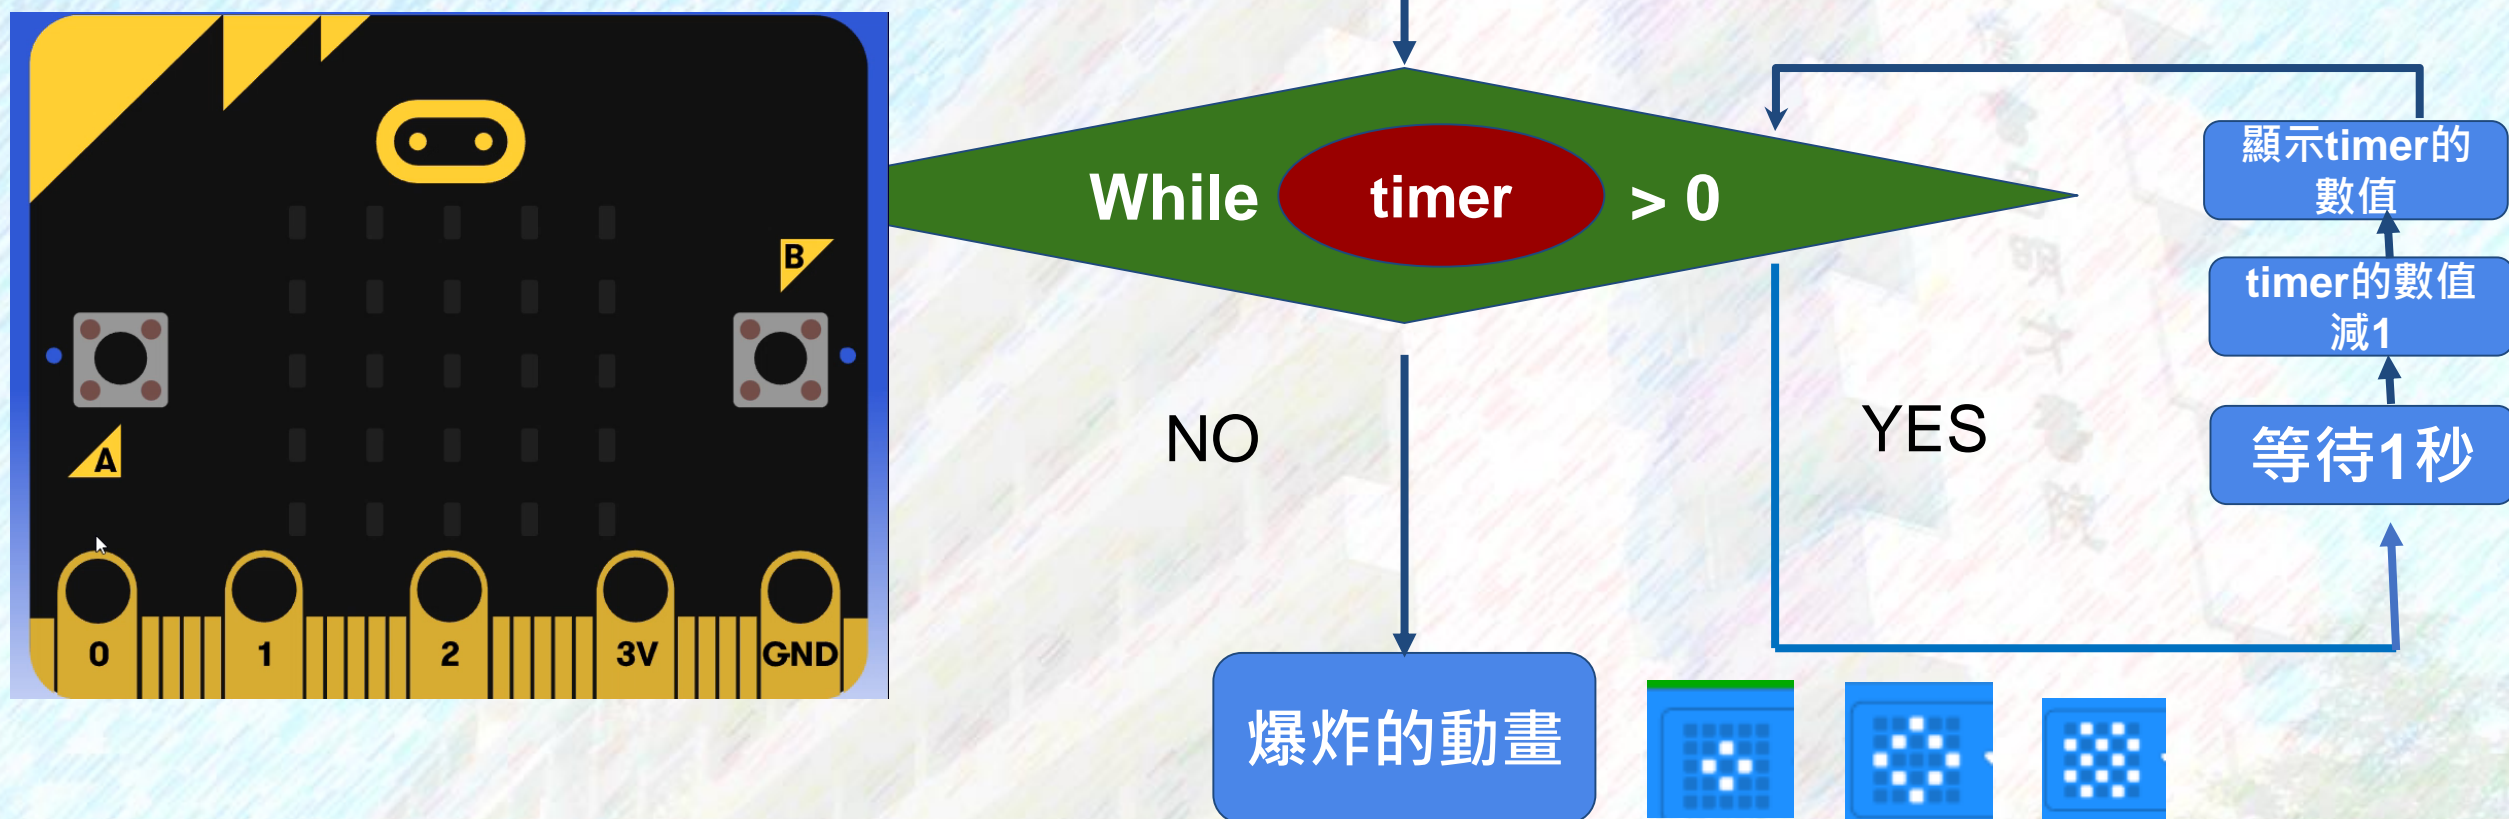 B
A
0
1
2
3V
GND
While
timer
> 0
NO
YES
顯示timer的
數值
timer的數值
減1
等待1秒
爆炸的動畫